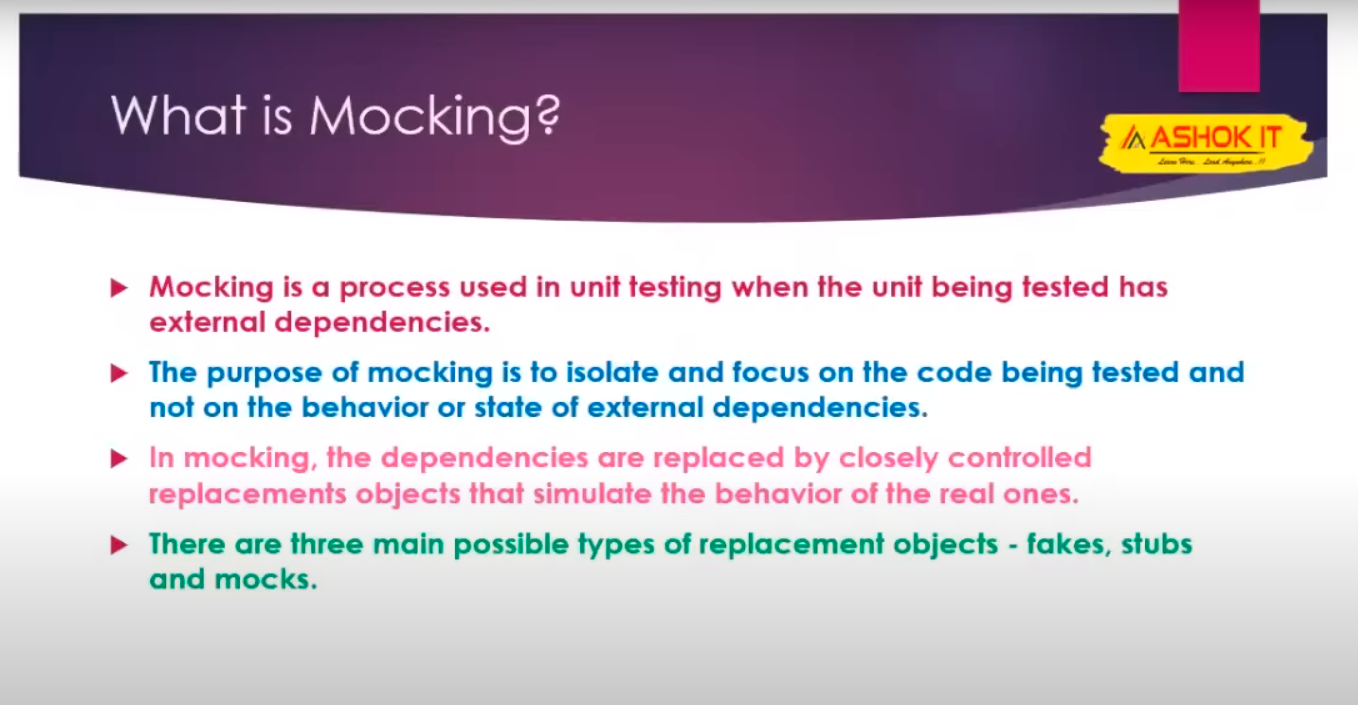 What is Mocking?
ASHOK IT
Learn Here.. Lead Anywhere..!!
Mocking is a process used in unit testing when the unit being tested has
external dependencies.
The purpose of mocking is to isolate and focus on the code being tested and
not on the behavior or state of external dependencies.
In mocking, the dependencies are replaced by closely controlled
replacements objects that simulate the behavior of the real ones.
There are three main possible types of replacement objects - fakes, stubs
and mocks.